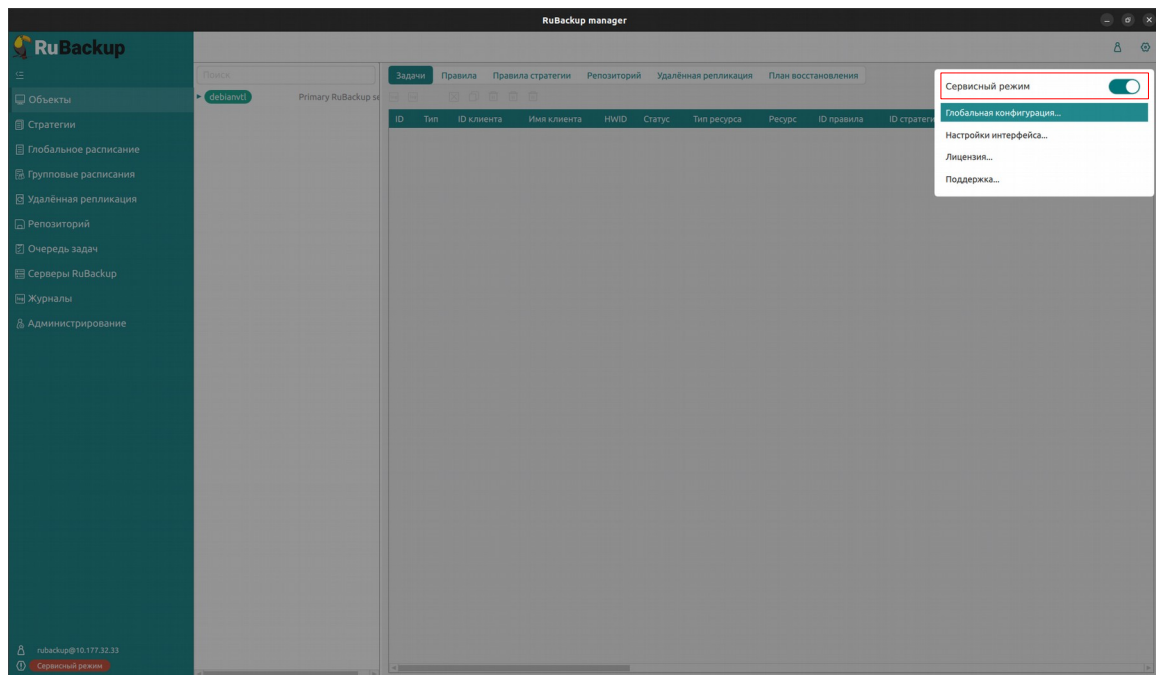 RuBackup manager
RuBackup
Поиск
Объекты
Стратегии
Глобальное расписание
Групповые расписания
Удалённая репликация
Репозиторий
Очередь задач
Серверы RuBackup
Журналы
Администрирование
debianvtl Primary RuBackup se
Задачи Правила Правила стратегии Репозиторий Удалённая репликация План восстановления
ID Тип ID клиента Имя клиента HWID Статус Тип ресурса Ресурс ID правила ID стратеги
Сервисный режим
Глобальная конфигурация...
Настройки интерфейса...
Лицензия...
Поддержка...
rubackup@10.177.32.33
Сервисный режим